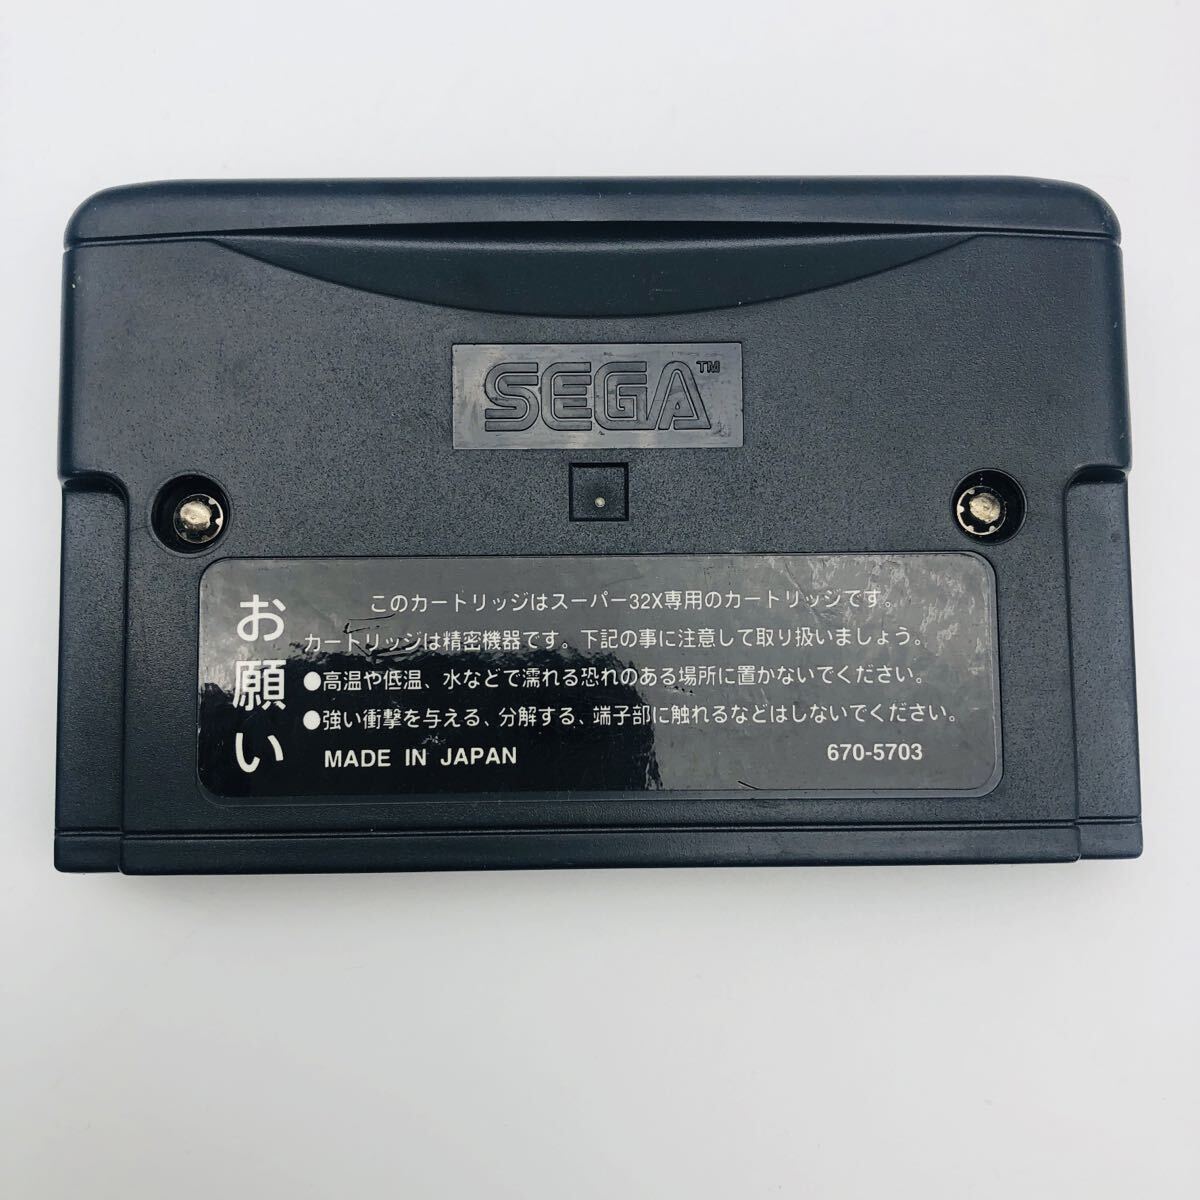 SEGA™
お願い
このカートリッジはスーパー32X専用のカートリッジです。
カートリッジは精密機器です。下記の事に注意して取り扱いましょう。
●高温や低温、水などで濡れる恐れのある場所に置かないでください。
●強い衝撃を与える、分解する、端子部に触れるなどはしないでください。
MADE IN JAPAN 670-5703